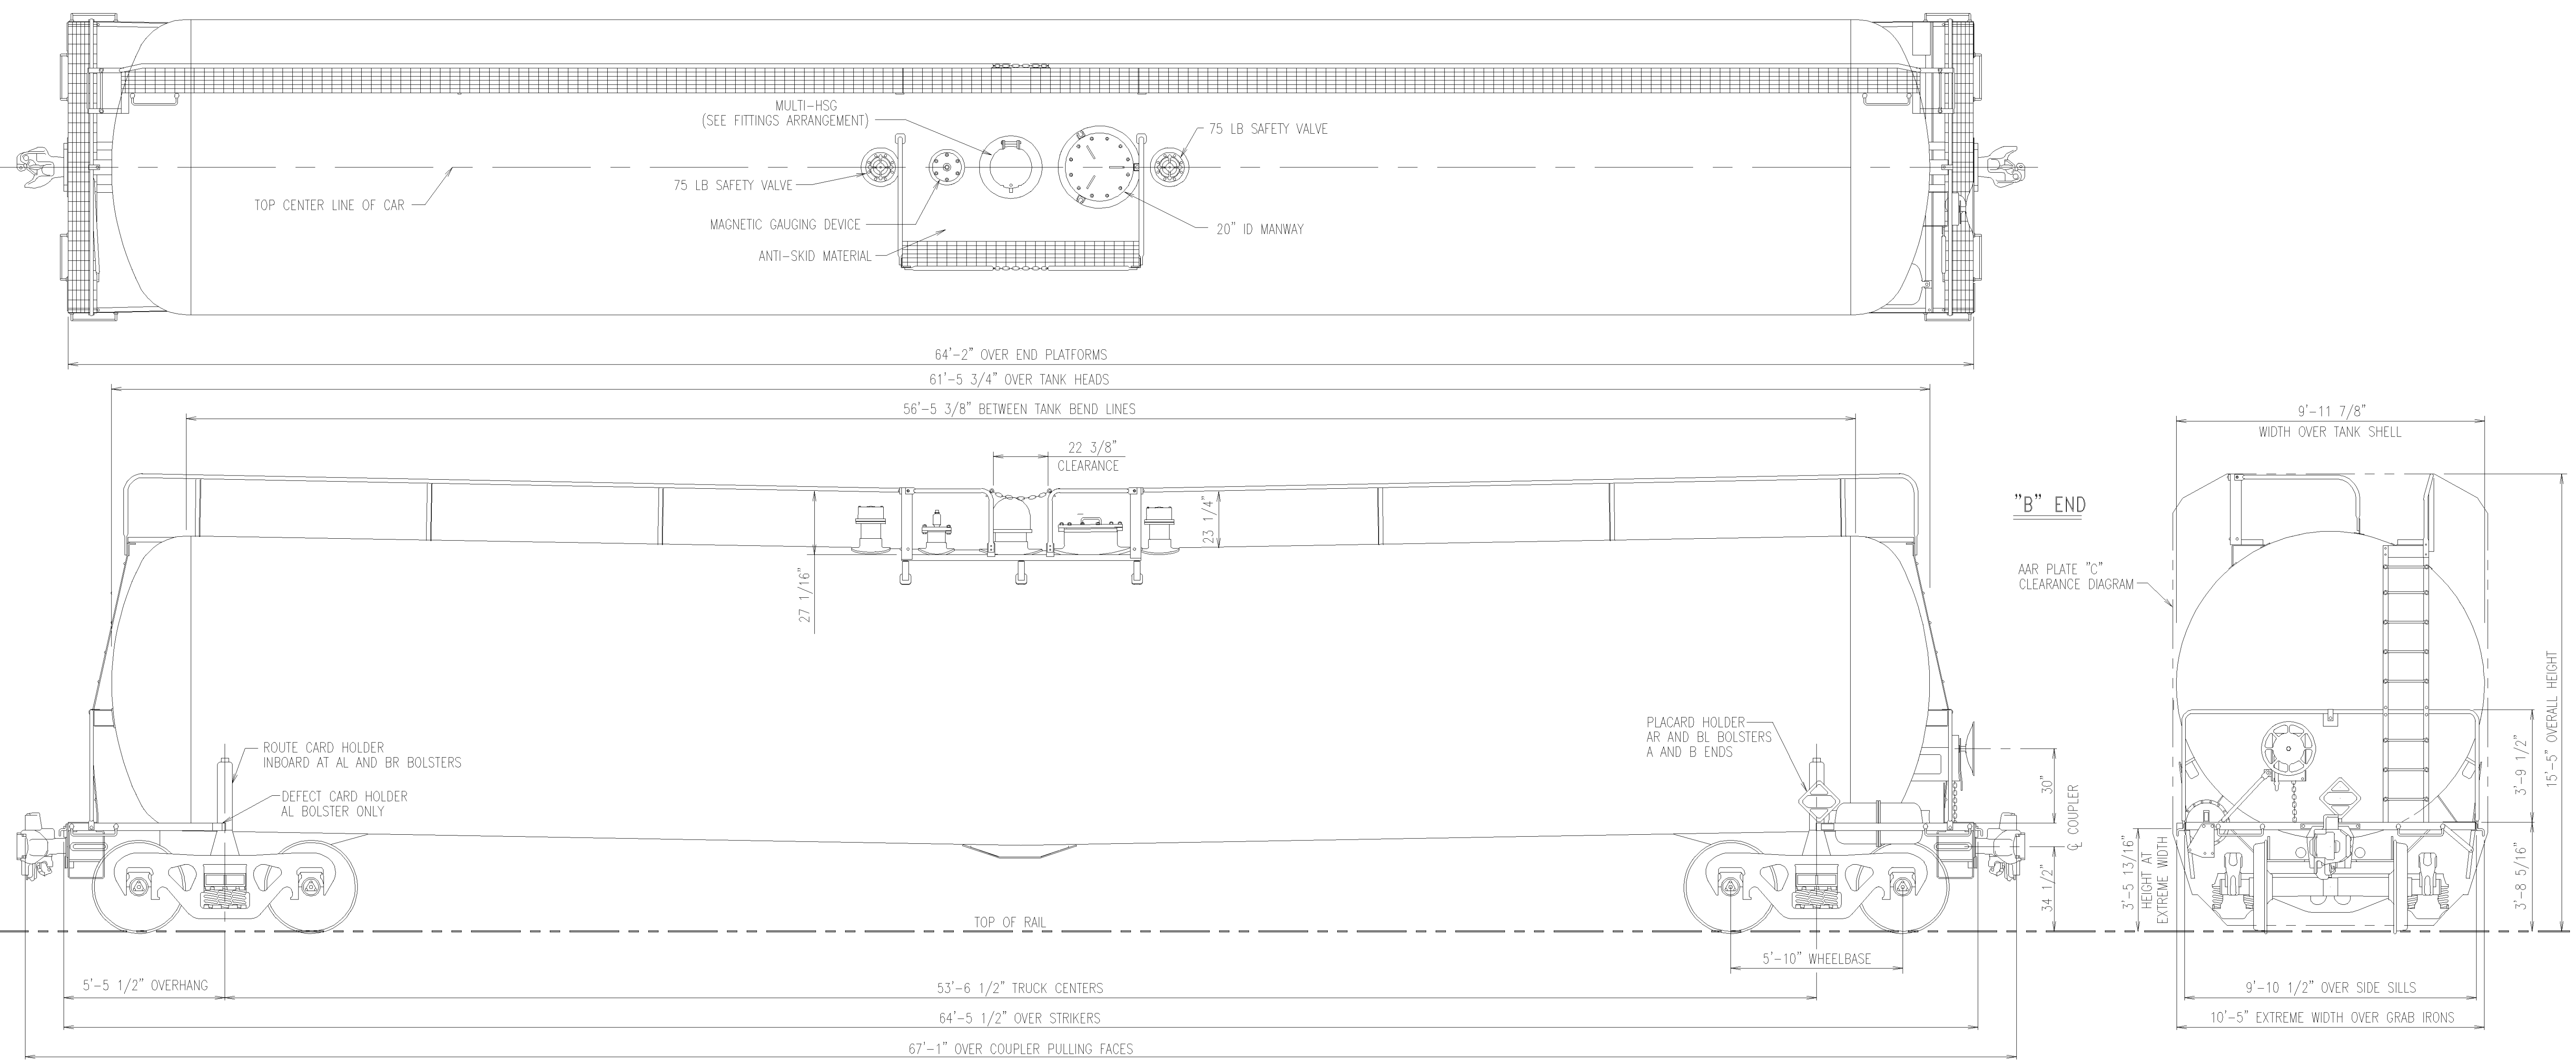 MULTI-HSG
(SEE FITTINGS ARRANGEMENT)
75 LB SAFETY VALVE
75 LB SAFETY VALVE
TOP CENTER LINE OF CAR
MAGNETIC GAUGING DEVICE
20" ID MANWAY
ANTI-SKID MATERIAL
64'-2" OVER END PLATFORMS
61'-5 3/4" OVER TANK HEADS
56'-5 3/8" BETWEEN TANK BEND LINES
22 3/8"
CLEARANCE
27 1/16"
23 1/4"
ROUTE CARD HOLDER
INBOARD AT AL AND BR BOLSTERS
DEFECT CARD HOLDER
AL BOLSTER ONLY
PLACARD HOLDER
AR AND BL BOLSTERS
A AND B ENDS
30"
34 1/2"
℄ COUPLER
TOP OF RAIL
5'-10" WHEELBASE
5'-5 1/2" OVERHANG
53'-6 1/2" TRUCK CENTERS
64'-5 1/2" OVER STRIKERS
67'-1" OVER COUPLER PULLING FACES
9'-11 7/8"
WIDTH OVER TANK SHELL
"B" END
AAR PLATE "C"
CLEARANCE DIAGRAM
15'-5" OVERALL HEIGHT
3'-9 1/2"
3'-8 5/16"
3'-5 13/16"
HEIGHT AT
EXTREME WIDTH
9'-10 1/2" OVER SIDE SILLS
10'-5" EXTREME WIDTH OVER GRAB IRONS